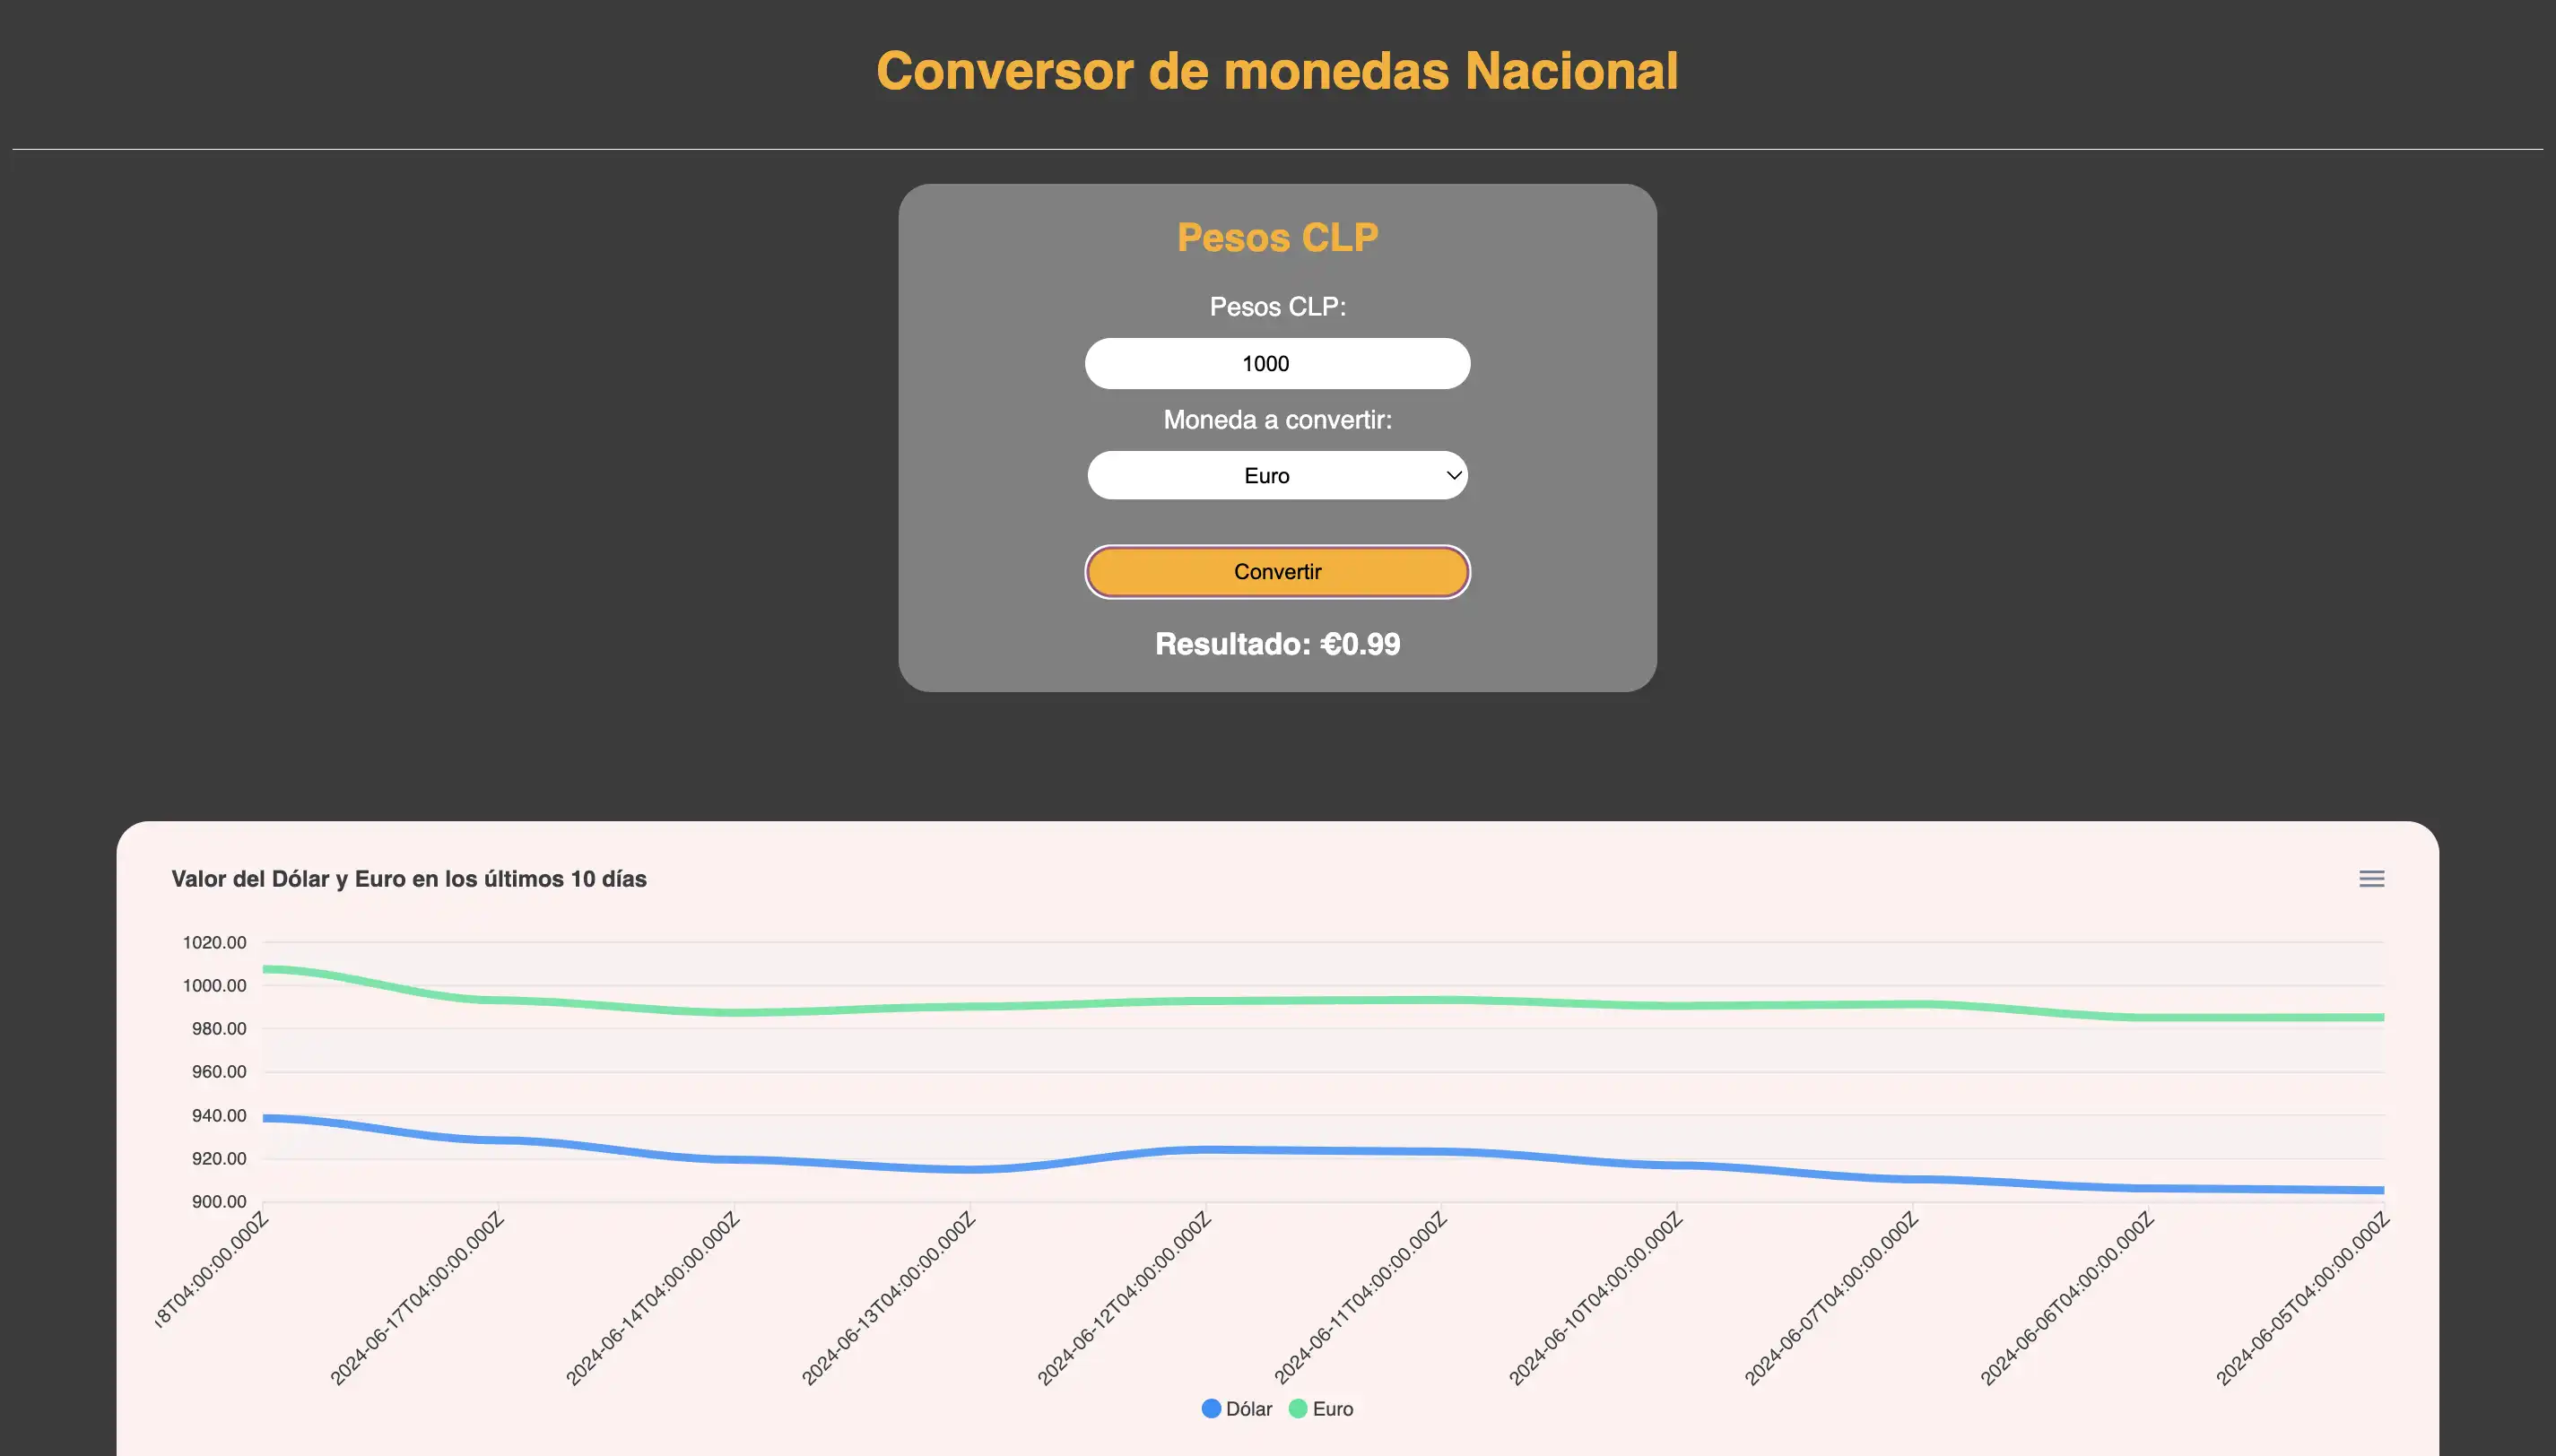 Conversor de monedas Nacional
Pesos CLP
Pesos CLP:
1000
Moneda a convertir:
Euro
Convertir
Resultado: €0.99
Valor del Dólar y Euro en los últimos 10 días
1020.00
1000.00
980.00
960.00
940.00
920.00
900.00
18T04:00:00.000Z
2024-06-17T04:00:00.000Z
2024-06-14T04:00:00.000Z
2024-06-13T04:00:00.000Z
2024-06-12T04:00:00.000Z
2024-06-11T04:00:00.000Z
2024-06-10T04:00:00.000Z
2024-06-07T04:00:00.000Z
2024-06-06T04:00:00.000Z
2024-06-05T04:00:00.000Z
Dólar
Euro